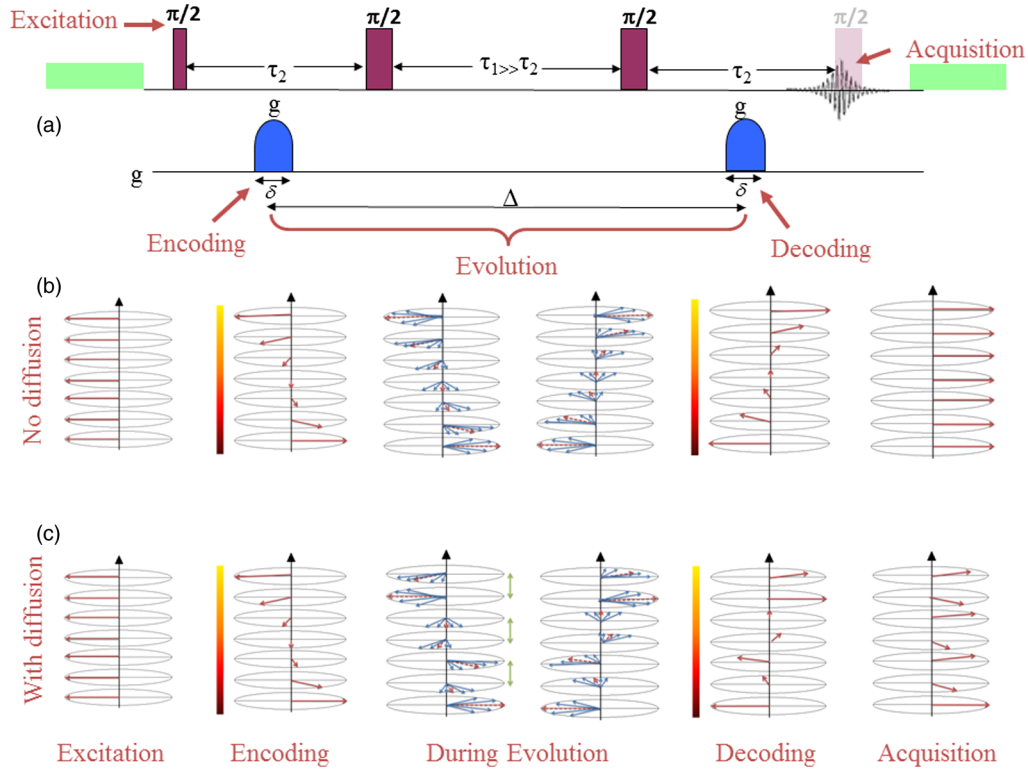 Excitation
π/2
π/2
π/2
π/2
Acquisition
τ2
τ1>>τ2
τ2
(a)
g
g
g
δ
δ
Δ
Encoding
Evolution
Decoding
(b)
No diffusion
(c)
With diffusion
Excitation
Encoding
During Evolution
Decoding
Acquisition